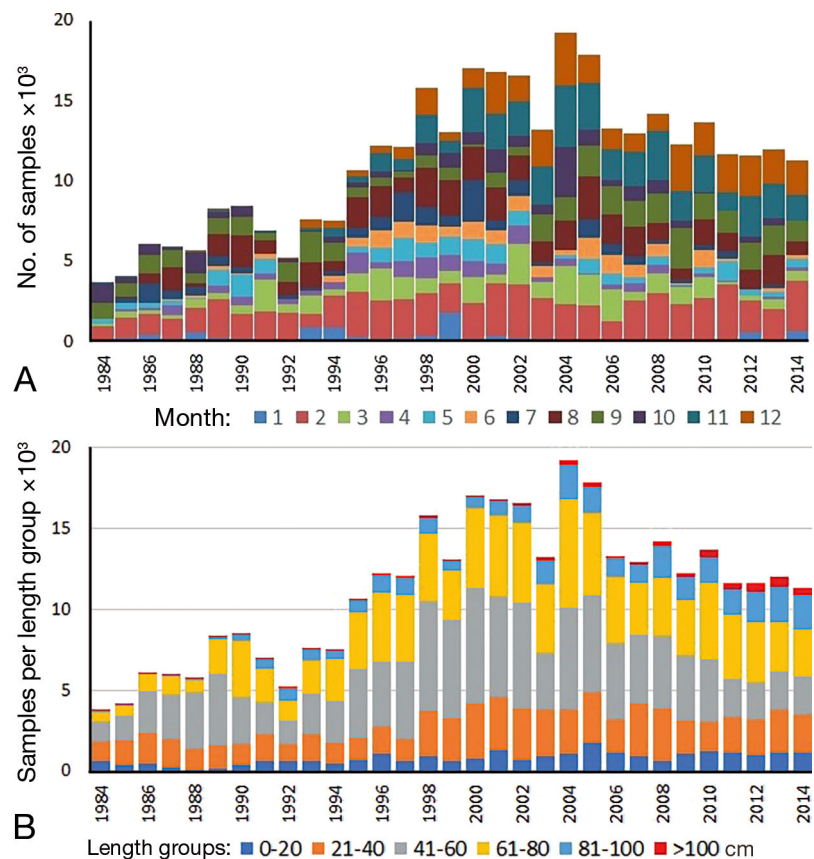 20
15
10
5
0
No. of samples ×10³
1984 1986 1988 1990 1992 1994 1996 1998 2000 2002 2004 2006 2008 2010 2012 2014
A
Month: 1 2 3 4 5 6 7 8 9 10 11 12
20
15
10
5
0
Samples per length group ×10³
1984 1986 1988 1990 1992 1994 1996 1998 2000 2002 2004 2006 2008 2010 2012 2014
B
Length groups: 0-20 21-40 41-60 61-80 81-100 >100 cm